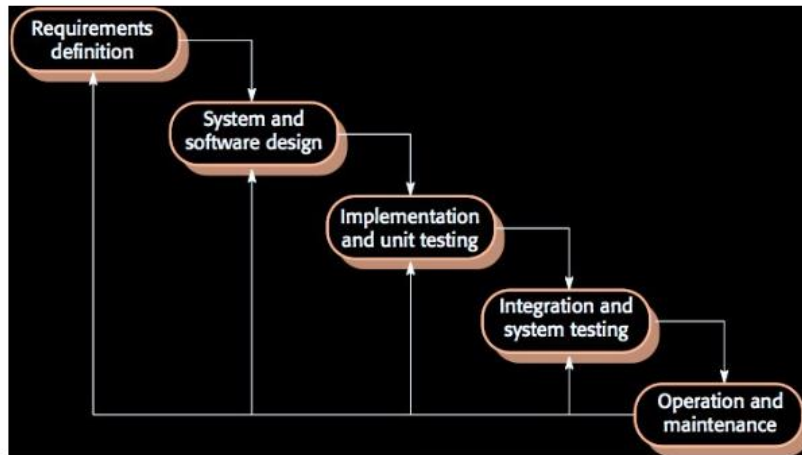 Requirements
definition
System and
software design
Implementation
and unit testing
Integration and
system testing
Operation and
maintenance